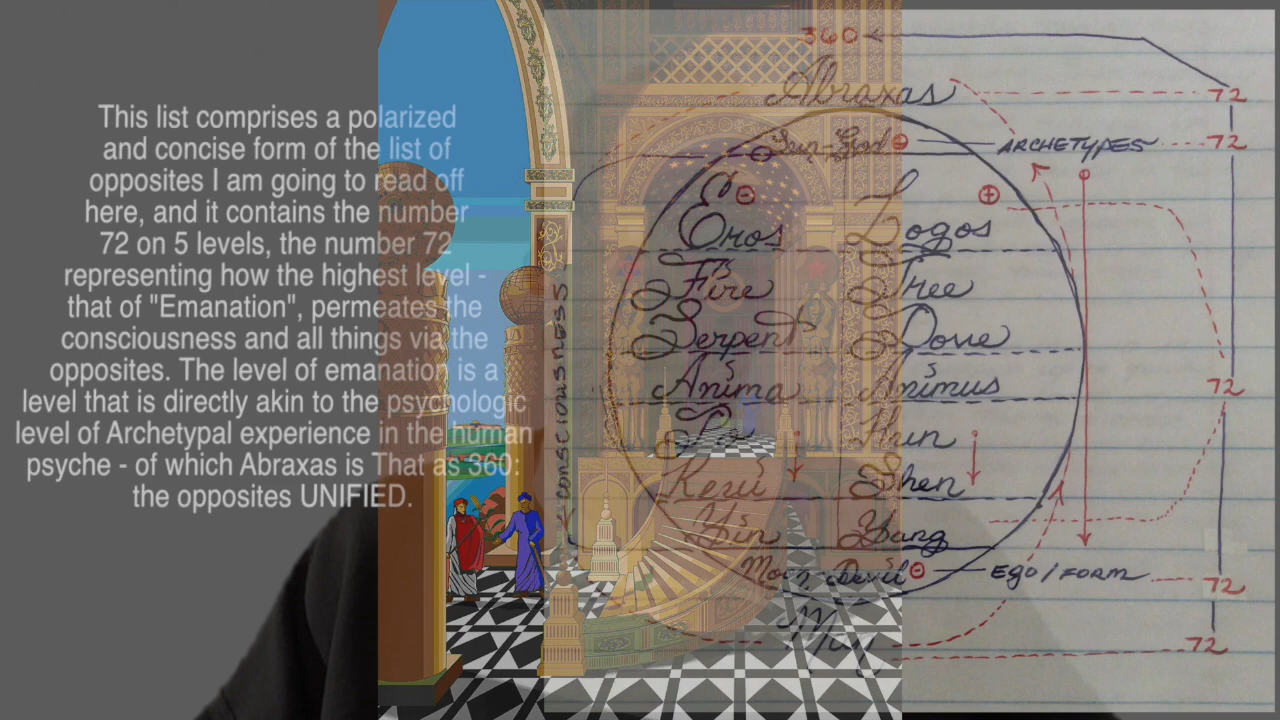 This list comprises a polarized
and concise form of the list of
opposites I am going to read off
here, and it contains the number
72 on 5 levels, the number 72
representing how the highest level -
that of "Emanation", permeates the
consciousness and all things via the
opposites. The level of emanation is a
level that is directly akin to the psychologic
level of Archetypal experience in the human
psyche - of which Abraxas is That as 360:
the opposites UNIFIED.
360
Abraxas 72
Sun-God ARCHETYPES 72
Eros Logos
Fire Tree
Serpent Dove
Anima Animus 72
Hun
Kewi Shen
Yin Yang
Moon Devil EGO/FORM 72
72
CONSCIOUSNESS